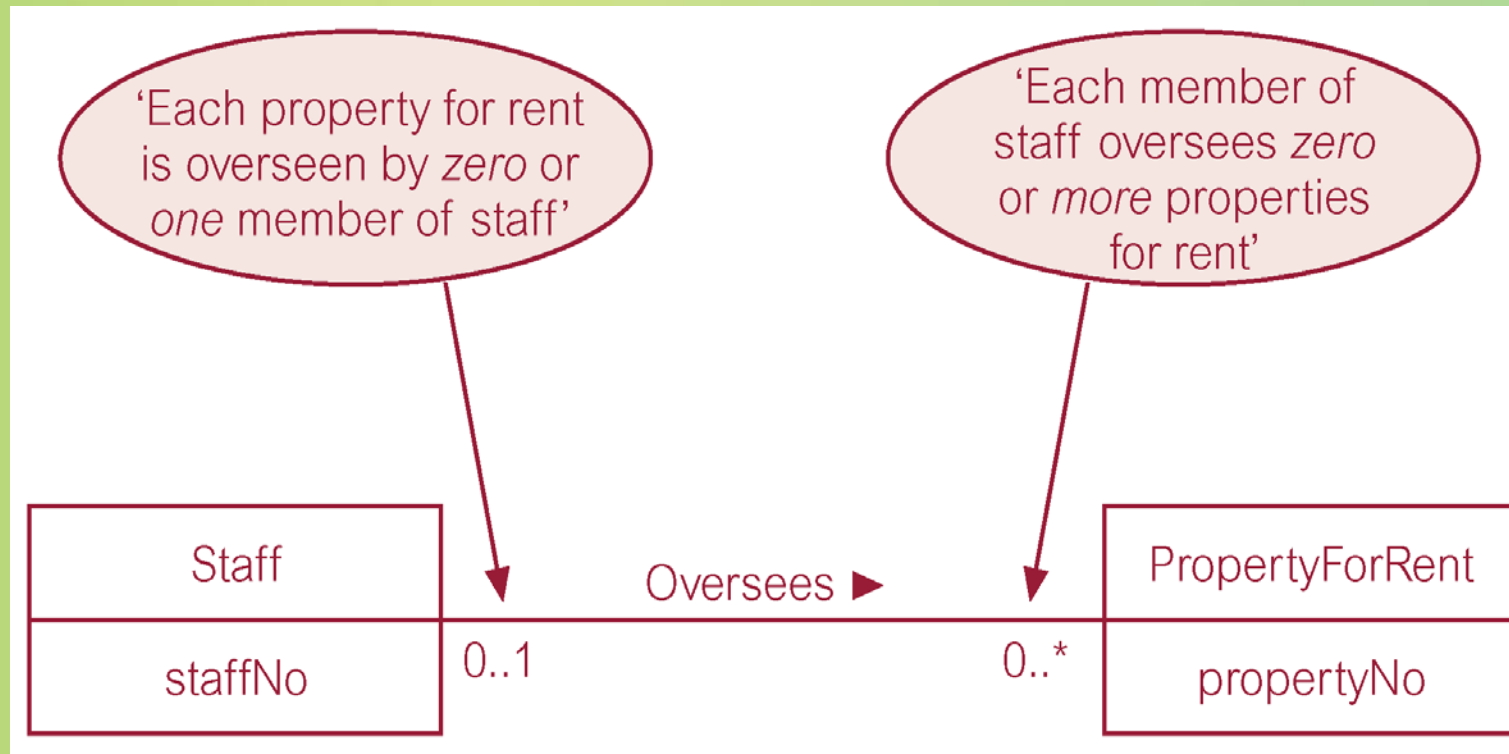 ‘Each property for rent
is overseen by zero or
one member of staff’
‘Each member of
staff oversees zero
or more properties
for rent’
Staff
staffNo
0..1
Oversees ►
0..*
PropertyForRent
propertyNo